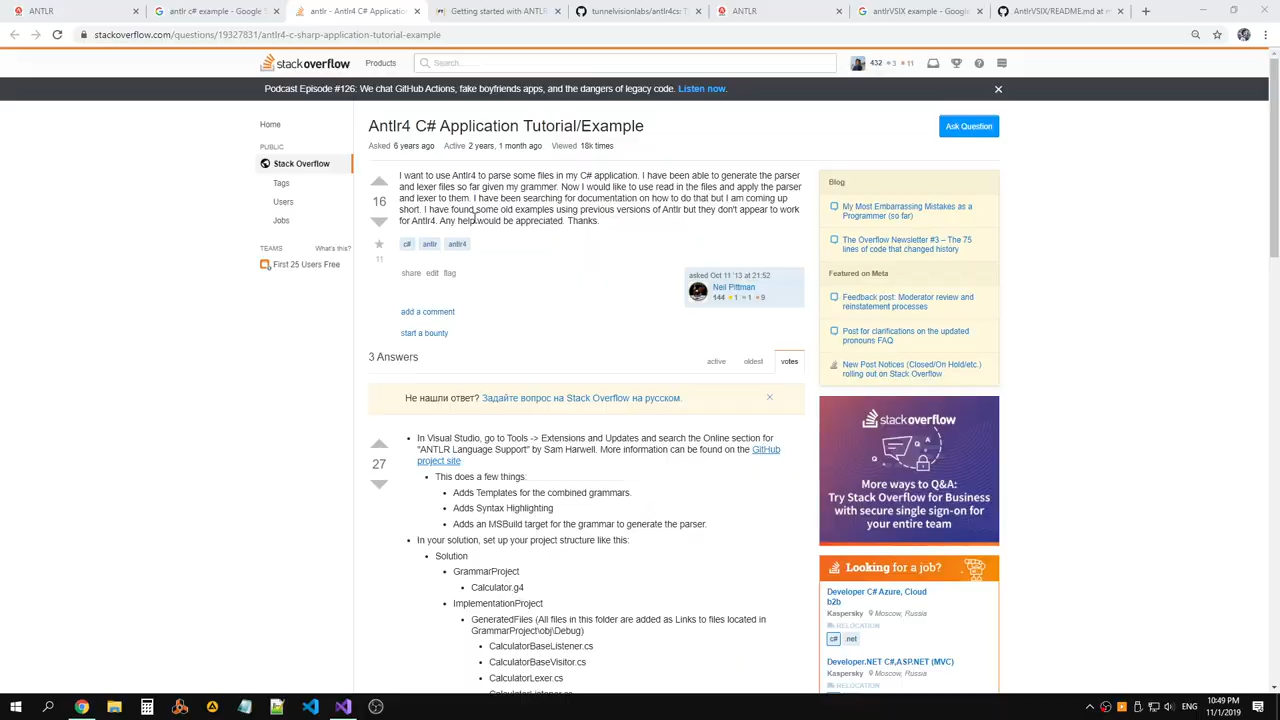 ANTLR
antlr c# example - Google S
antlr - Antlr4 C# Applicati
Getting started with ANTLR
tunnelvisionlabs/antlr4cs: T
ANTLR
antlrVSIX example - Google
AntlrVSIX/README.md at m
stackoverflow.com/questions/19327831/antlr4-c-sharp-application-tutorial-example
stackoverflow
Products
Search…
432 3 11
Podcast Episode #126: We chat GitHub Actions, fake boyfriends apps, and the dangers of legacy code. Listen now.
Home
PUBLIC
Stack Overflow
Tags
Users
Jobs
TEAMS What's this?
First 25 Users Free
Antlr4 C# Application Tutorial/Example
Ask Question
Asked 6 years ago Active 2 years, 1 month ago Viewed 18k times
16
11
I want to use Antlr4 to parse some files in my C# application. I have been able to generate the parser
and lexer files so far given my grammar. Now I would like to use read in the files and apply the parser
and lexer to them. I have been searching for documentation on how to do that but I am coming up
short. I have found some old examples using previous versions of Antlr but they don't appear to work
for Antlr4. Any help would be appreciated. Thanks.
c# antlr antlr4
share edit flag
asked Oct 11 '13 at 21:52
Neil Pittman
144 1 1 9
add a comment
start a bounty
3 Answers
active oldest votes
Не нашли ответ? Задайте вопрос на Stack Overflow на русском.
27
In Visual Studio, go to Tools -> Extensions and Updates and search the Online section for
"ANTLR Language Support" by Sam Harwell. More information can be found on the GitHub
project site
This does a few things.
Adds Templates for the combined grammars.
Adds Syntax Highlighting
Adds an MSBuild target for the grammar to generate the parser.
In your solution, set up your project structure like this:
Solution
GrammarProject
Calculator.g4
ImplementationProject
GeneratedFiles (All files in this folder are added as Links to files located in
GrammarProject\obj\Debug)
CalculatorBaseListener.cs
CalculatorBaseVisitor.cs
CalculatorLexer.cs
CalculatorListener.cs
Blog
My Most Embarrassing Mistakes as a
Programmer (so far)
The Overflow Newsletter #3 – The 75
lines of code that changed history
Featured on Meta
Feedback post: Moderator review and
reinstatement processes
Post for clarifications on the updated
pronouns FAQ
New Post Notices (Closed/On Hold/etc.)
rolling out on Stack Overflow
stackoverflow
More ways to Q&A:
Try Stack Overflow for Business
with secure single sign-on for
your entire team
Looking for a job?
Developer C# Azure, Cloud
b2b
Kaspersky Moscow, Russia
RELOCATION
c# .net
Developer.NET C#,ASP.NET (MVC)
Kaspersky Moscow, Russia
RELOCATION
ENG
10:49 PM
11/1/2019